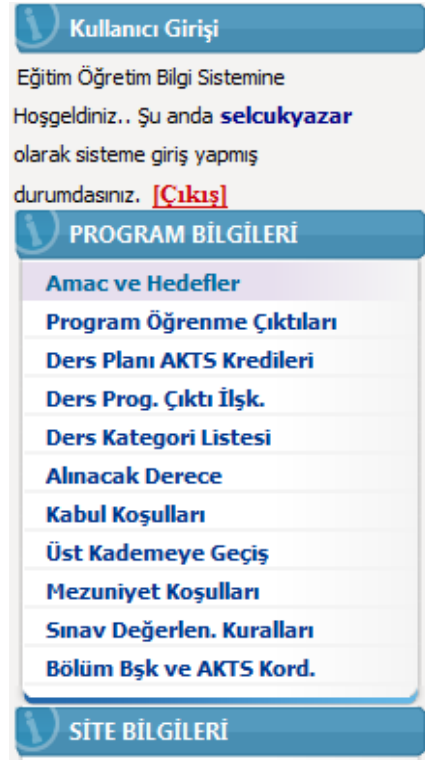 Kullanıcı Girişi
Eğitim Öğretim Bilgi Sistemine
Hoşgeldiniz.. Şu anda selcukyazar
olarak sisteme giriş yapmış
durumdasınız. [Çıkış]
PROGRAM BİLGİLERİ
Amac ve Hedefler
Program Öğrenme Çıktıları
Ders Planı AKTS Kredileri
Ders Prog. Çıktı İlşk.
Ders Kategori Listesi
Alınacak Derece
Kabul Koşulları
Üst Kademeye Geçiş
Mezuniyet Koşulları
Sınav Değerlen. Kuralları
Bölüm Bşk ve AKTS Kord.
SİTE BİLGİLERİ